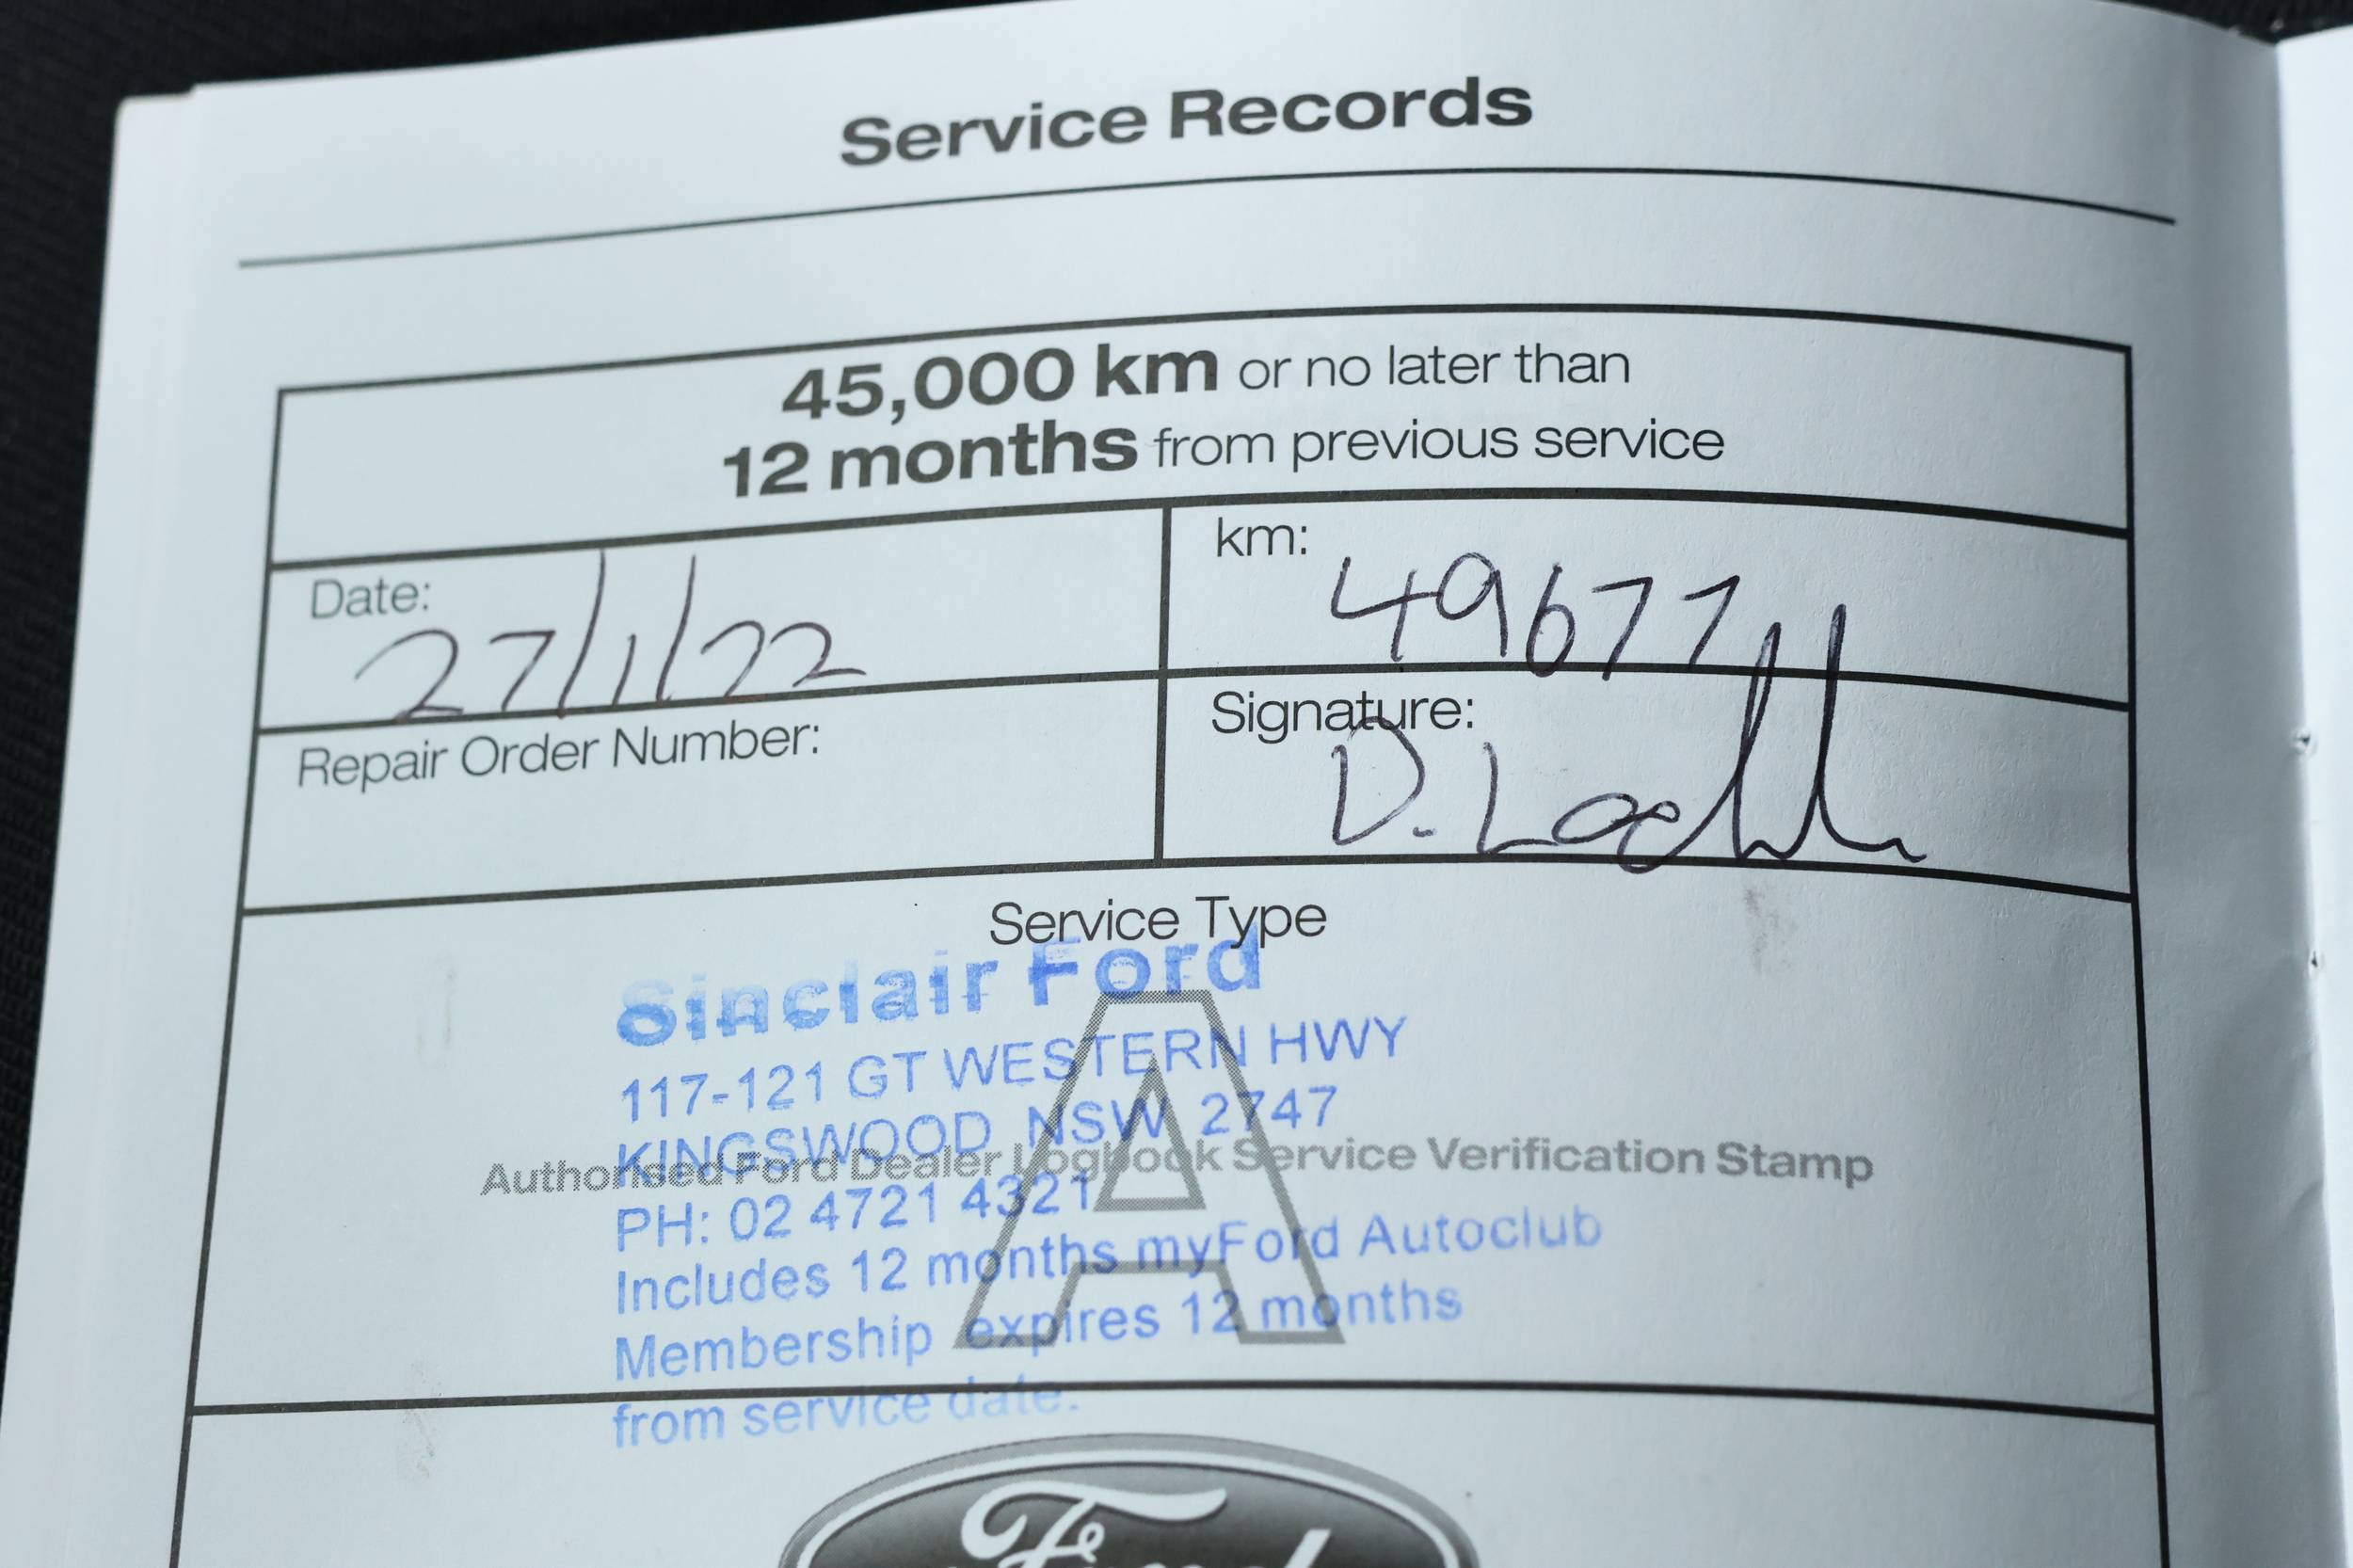 Service Records
45,000 km or no later than
12 months from previous service
Date:
27/1/22
km:
49677
Repair Order Number:
Signature:
Service Type
Sinclair Ford
117-121 GT WESTERN HWY
KINGSWOOD NSW 2747
A
Authorised Ford Dealer Logbook Service Verification Stamp
PH: 02 4721 4321
Includes 12 months myFord Autoclub
Membership expires 12 months
from service date.
Ford